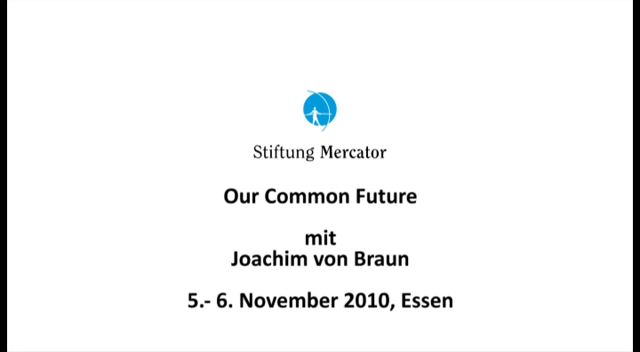 Stiftung Mercator
Our Common Future
mit
Joachim von Braun
5.- 6. November 2010, Essen